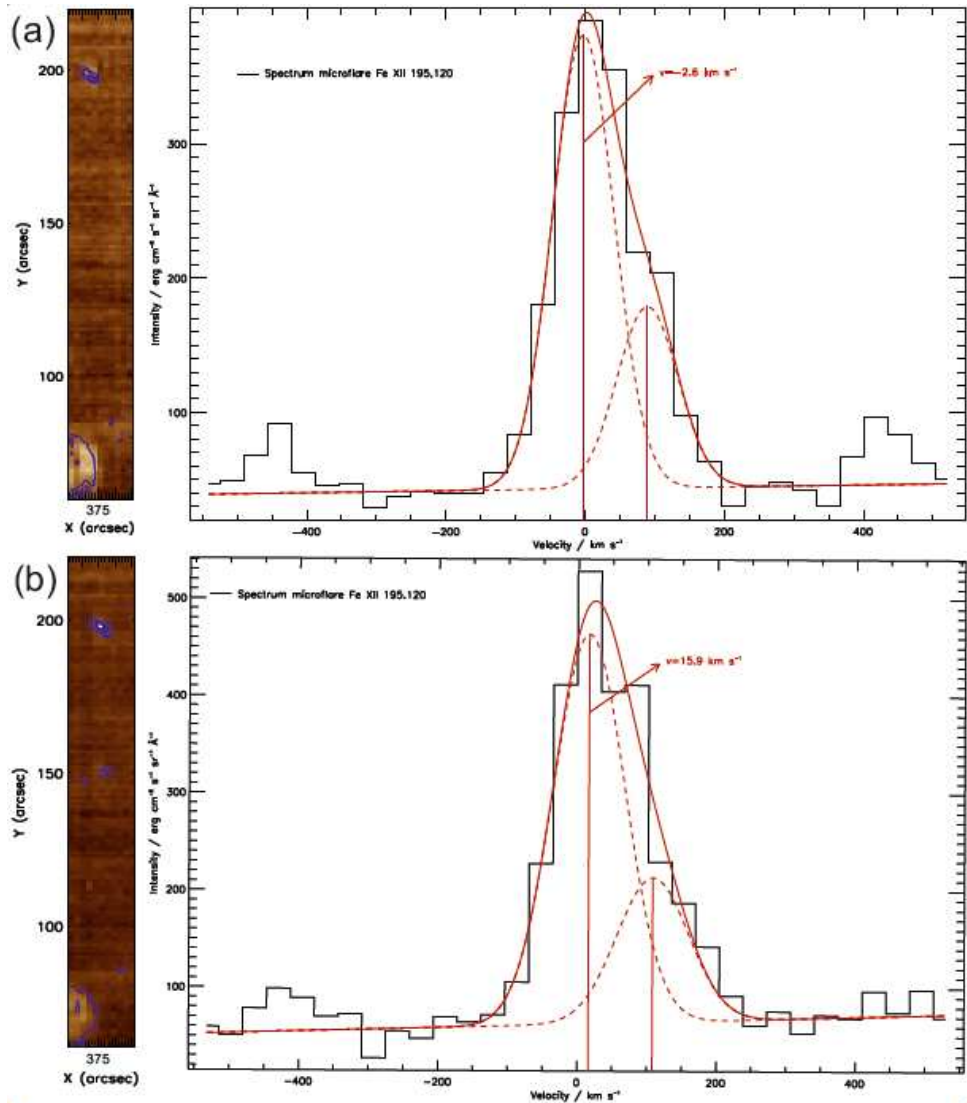 (a)
200
150
100
Y (arcsec)
375
X (arcsec)
Intensity / erg cm⁻² s⁻¹ sr⁻¹ Å⁻¹
300
200
100
Spectrum microflare Fe XII 195.120
v=−2.6 km s⁻¹
−400 −200 0 200 400
Velocity / km s⁻¹
(b)
200
150
100
Y (arcsec)
375
X (arcsec)
Intensity / erg cm⁻² s⁻¹ sr⁻¹ Å⁻¹
500
400
300
200
100
Spectrum microflare Fe XII 195.120
v=15.9 km s⁻¹
−400 −200 0 200 400
Velocity / km s⁻¹